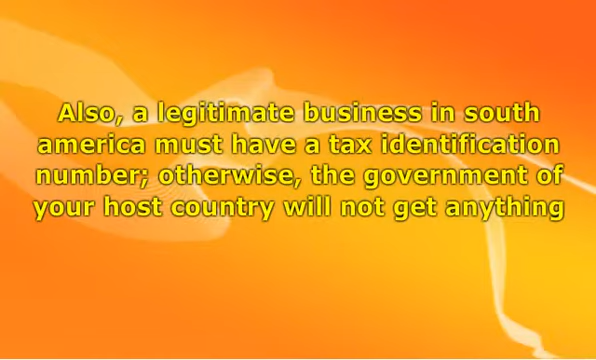 Also, a legitimate business in south
america must have a tax identification
number; otherwise, the government of
your host country will not get anything